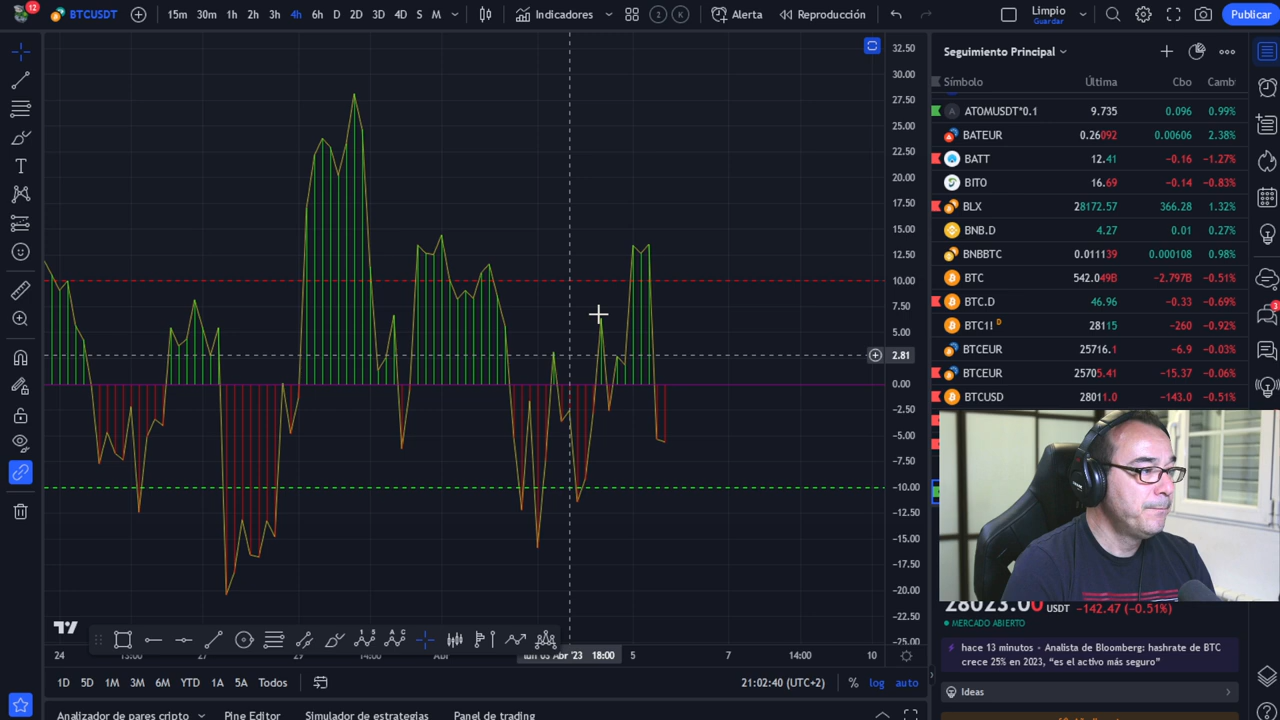 12
BTCUSDT
15m 30m 1h 2h 3h 4h 6h D 2D 3D 4D S M
Indicadores
2 K
Alerta
Reproducción
Limpio
Guardar
Publicar
Seguimiento Principal
Símbolo Última Cbo Camb
ATOMUSDT*0.1 9.735 0.096 0.99%
BATEUR 0.26092 0.00606 2.38%
BATT 12.41 −0.16 −1.27%
BITO 16.69 −0.14 −0.83%
BLX 28172.57 366.28 1.32%
BNB.D 4.27 0.01 0.27%
BNBBTC 0.011139 0.000108 0.98%
BTC 542.049B −2.797B −0.51%
BTC.D 46.96 −0.33 −0.69%
BTC1! D 28115 −260 −0.92%
BTCEUR 25716.1 −6.9 −0.03%
BTCEUR 25705.41 −15.37 −0.06%
BTCUSD 28011.0 −143.0 −0.51%
3
32.50
30.00
27.50
25.00
22.50
20.00
17.50
15.00
12.50
10.00
7.50
5.00
2.81
0.00
−2.50
−5.00
−7.50
−10.00
−12.50
−15.00
−17.50
−20.00
−22.50
−25.00
28023.00 USDT −142.47 (−0.51%)
MERCADO ABIERTO
hace 13 minutos - Analista de Bloomberg: hashrate de BTC
crece 25% en 2023, “es el activo más seguro”
Ideas
24 27 29 14:00 Abr lun 03 Abr '23 18:00 5 7 14:00 10
1D 5D 1M 3M 6M YTD 1A 5A Todos
21:02:40 (UTC+2) % log auto
Analizador de pares cripto Pine Editor Simulador de estrategias Panel de trading